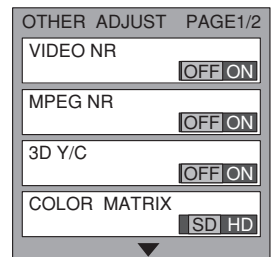 OTHER ADJUST PAGE1/2
VIDEO NR
OFF ON
MPEG NR
OFF ON
3D Y/C
OFF ON
COLOR MATRIX
SD HD